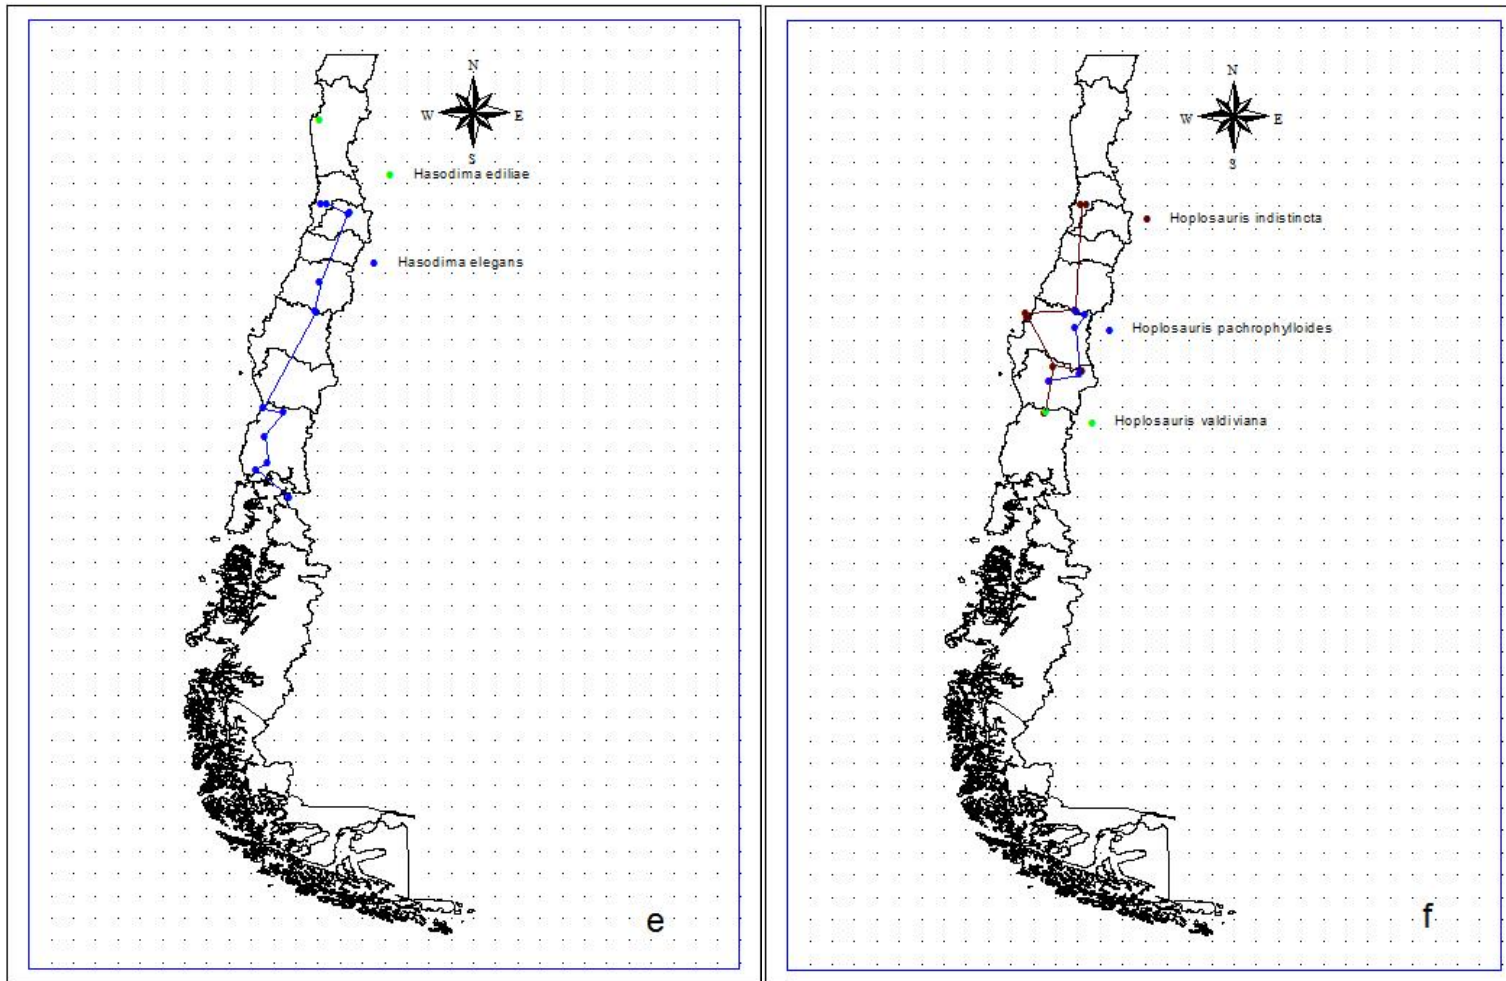 N
W E
S
Hasodima ediliae
Hasodima elegans
e
N
W E
S
Hoplosauris indistincta
Hoplosauris pachrophylloides
Hoplosauris valdiviana
f